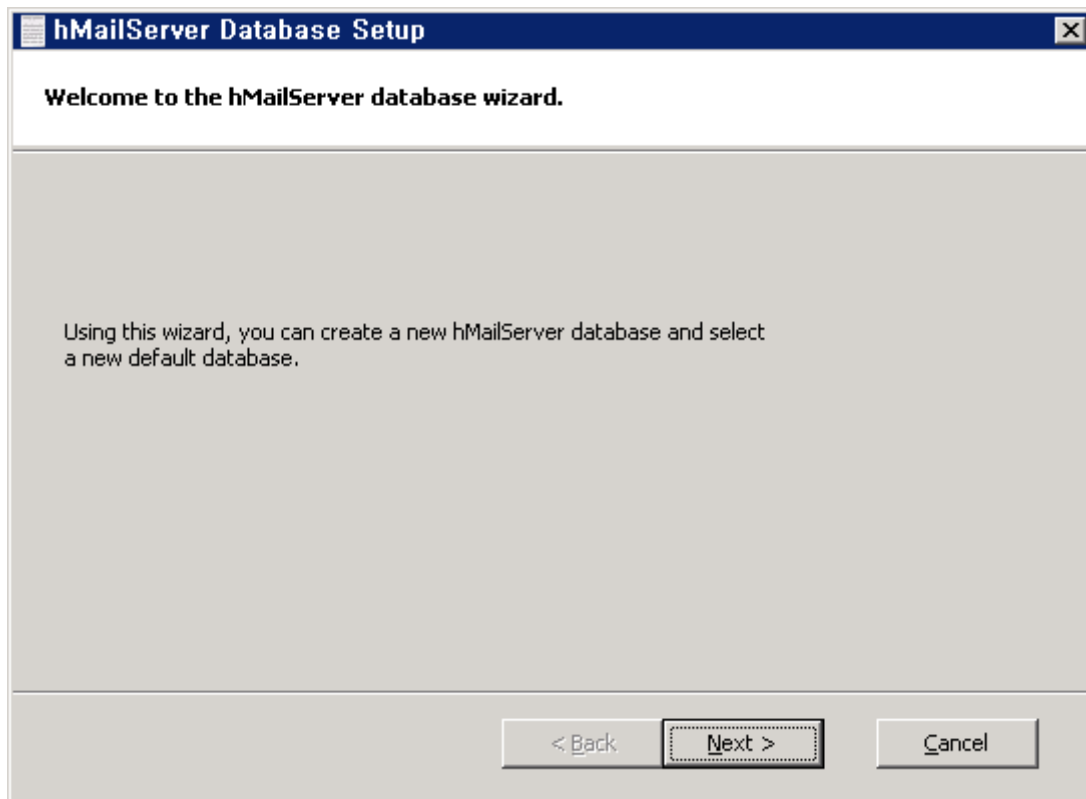 hMailServer Database Setup
Welcome to the hMailServer database wizard.
Using this wizard, you can create a new hMailServer database and select
a new default database.
< Back
Next >
Cancel